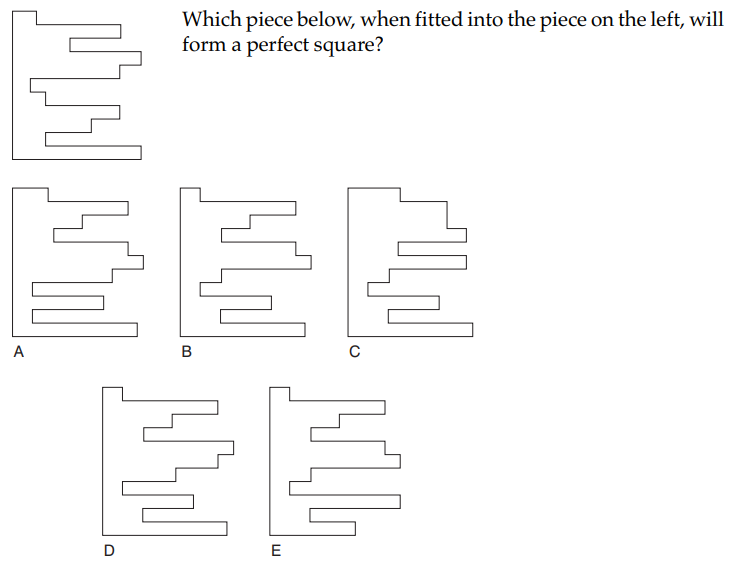 Which piece below, when fitted into the piece on the left, will
form a perfect square?
A
B
C
D
E